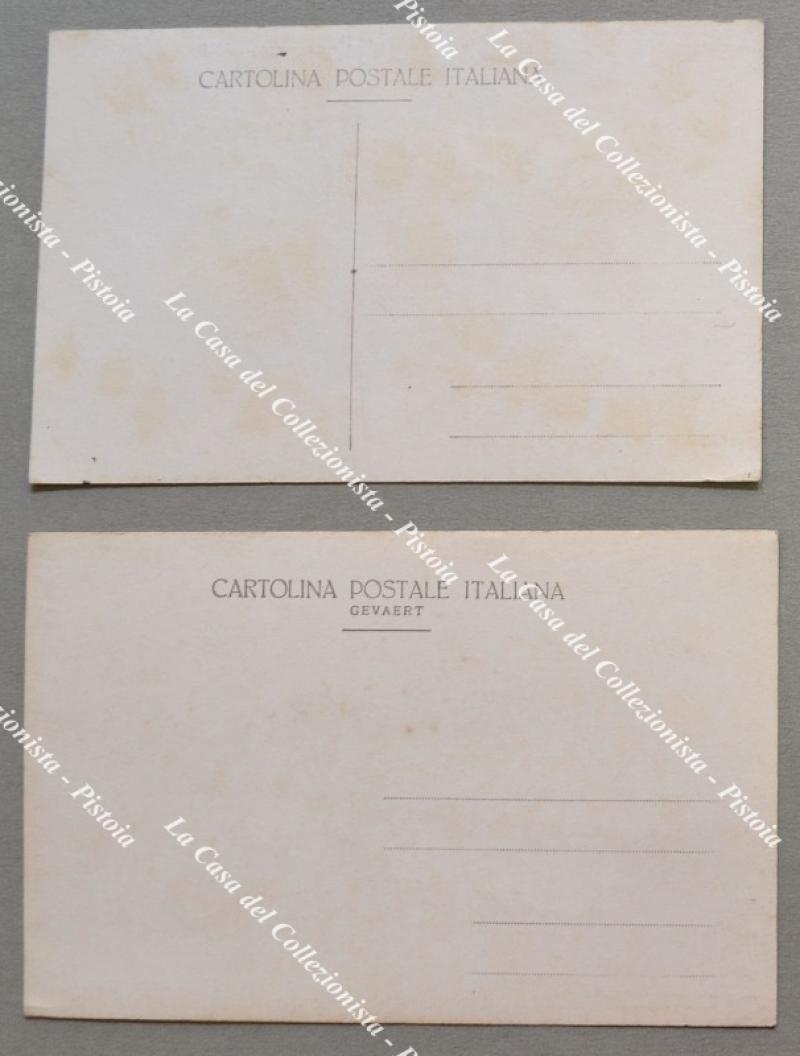 La Casa del Collezionista - Pistoia
CARTOLINA POSTALE ITALIANA
La Casa del Collezionista - Pistoia
CARTOLINA POSTALE ITALIANA
GEVAERT
La Casa del Collezionista - Pistoia
La Casa del Collezionista - Pistoia